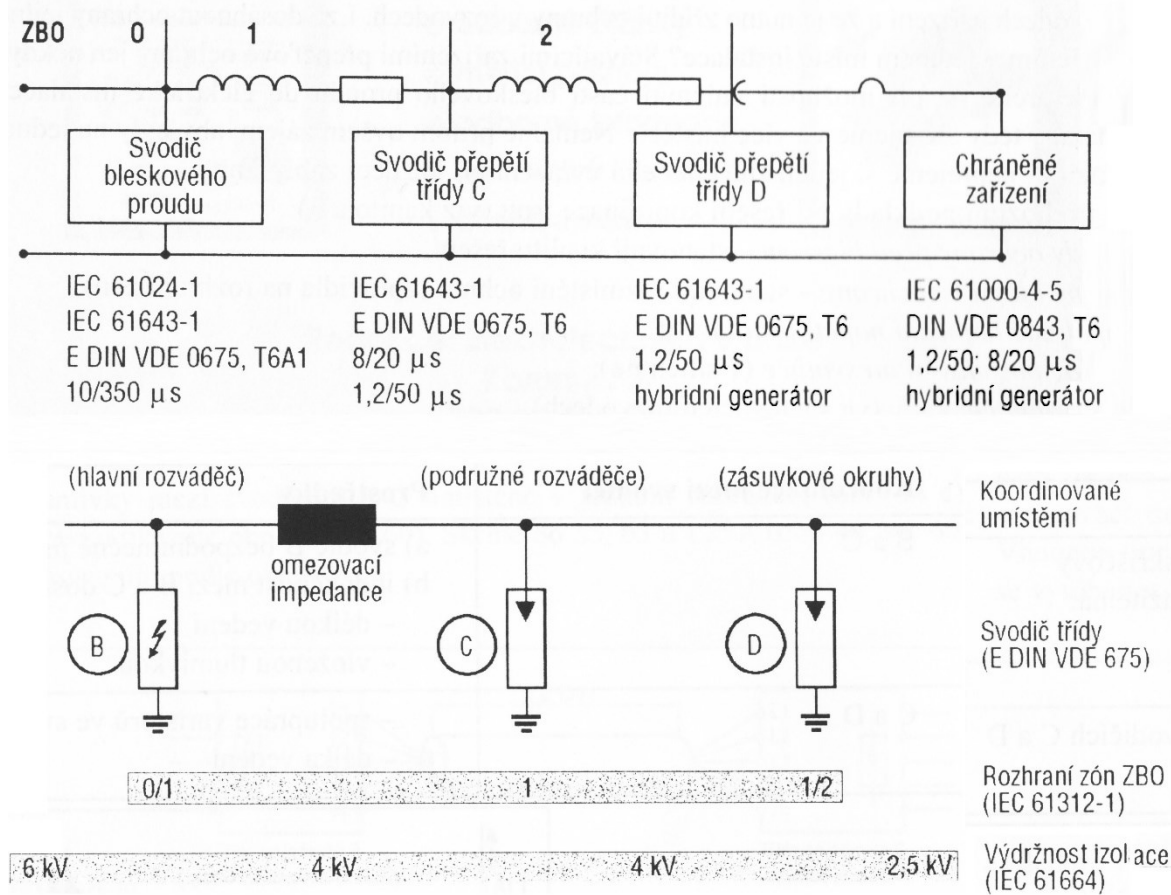 ZBO 0 1 2
Svodič
bleskového
proudu
Svodič přepětí
třídy C
Svodič přepětí
třídy D
Chráněné
zařízení
IEC 61024-1
IEC 61643-1
E DIN VDE 0675, T6A1
10/350 μs
IEC 61643-1
E DIN VDE 0675, T6
8/20 μs
1,2/50 μs
IEC 61643-1
E DIN VDE 0675, T6
1,2/50 μs
hybridní generátor
IEC 61000-4-5
DIN VDE 0843, T6
1,2/50; 8/20 μs
hybridní generátor
(hlavní rozváděč)
(podružné rozváděče)
(zásuvkové okruhy)
Koordinované
umístěmí
omezovací
impedance
B
C
D
Svodič třídy
(E DIN VDE 675)
0/1 1 1/2
Rozhraní zón ZBO
(IEC 61312-1)
6 kV 4 kV 4 kV 2,5 kV
Výdržnost izolace
(IEC 61664)